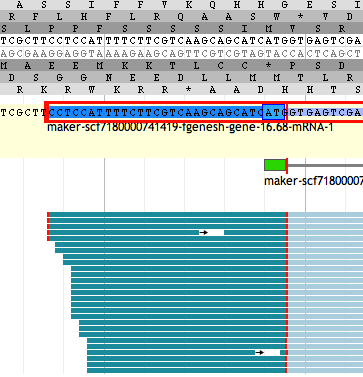 A S S I F F V K Q H H G E S I
R F L H F L R Q A A S W * V D
S L P P F S S S S S I M V S R
TCGCTTCCTCCATTTTCTTCGTCAAGCAGCATCATGGTGAGTCGA
AGCGAAGGAGGTAAAAGAAGCAGTTCGTCGTAGTACCACTCAGCT
M A E E M K K T L C C * P S D
D S G G N E E D L L M M T L R
R K R W K R * A A D H H T S
TCGCTTCCTCCATTTTCTTCGTCAAGCAGCATCATGGTGAGTCGA
maker-scf7180000741419-fgenesh-gene-16.68-mRNA-1
maker-scf71800007